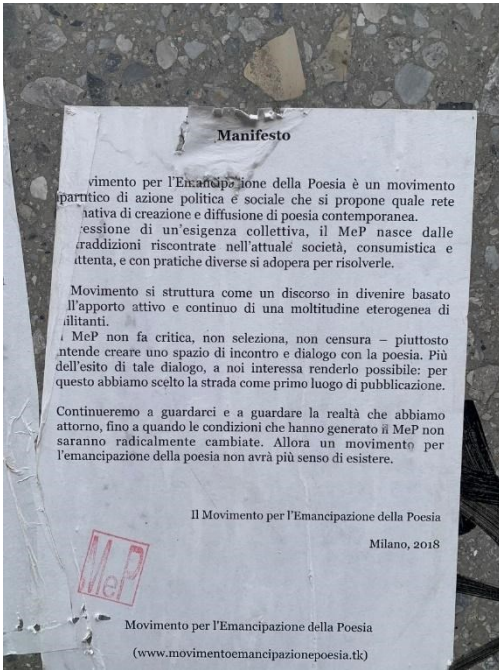 Manifesto
vimento per l'Emancipazione della Poesia è un movimento
partitico di azione politica e sociale che si propone quale rete
nativa di creazione e diffusione di poesia contemporanea.
ressione di un'esigenza collettiva, il MeP nasce dalle
traddizioni riscontrate nell'attuale società, consumistica e
attenta, e con pratiche diverse si adopera per risolverle.
Movimento si struttura come un discorso in divenire basato
ll'apporto attivo e continuo di una moltitudine eterogenea di
militanti.
MeP non fa critica, non seleziona, non censura – piuttosto
intende creare uno spazio di incontro e dialogo con la poesia. Più
dell'esito di tale dialogo, a noi interessa renderlo possibile: per
questo abbiamo scelto la strada come primo luogo di pubblicazione.
Continueremo a guardarci e a guardare la realtà che abbiamo
attorno, fino a quando le condizioni che hanno generato il MeP non
saranno radicalmente cambiate. Allora un movimento per
l'emancipazione della poesia non avrà più senso di esistere.
Il Movimento per l'Emancipazione della Poesia
Milano, 2018
MeP
Movimento per l'Emancipazione della Poesia
(www.movimentoemancipazionepoesia.tk)